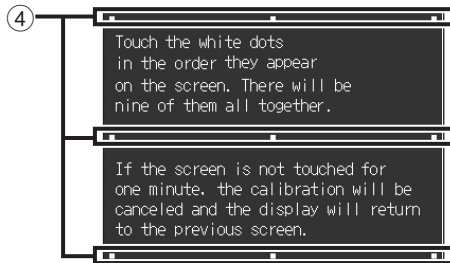 ④
Touch the white dots
in the order they appear
on the screen. There will be
nine of them all together.
If the screen is not touched for
one minute, the calibration will be
canceled and the display will return
to the previous screen.